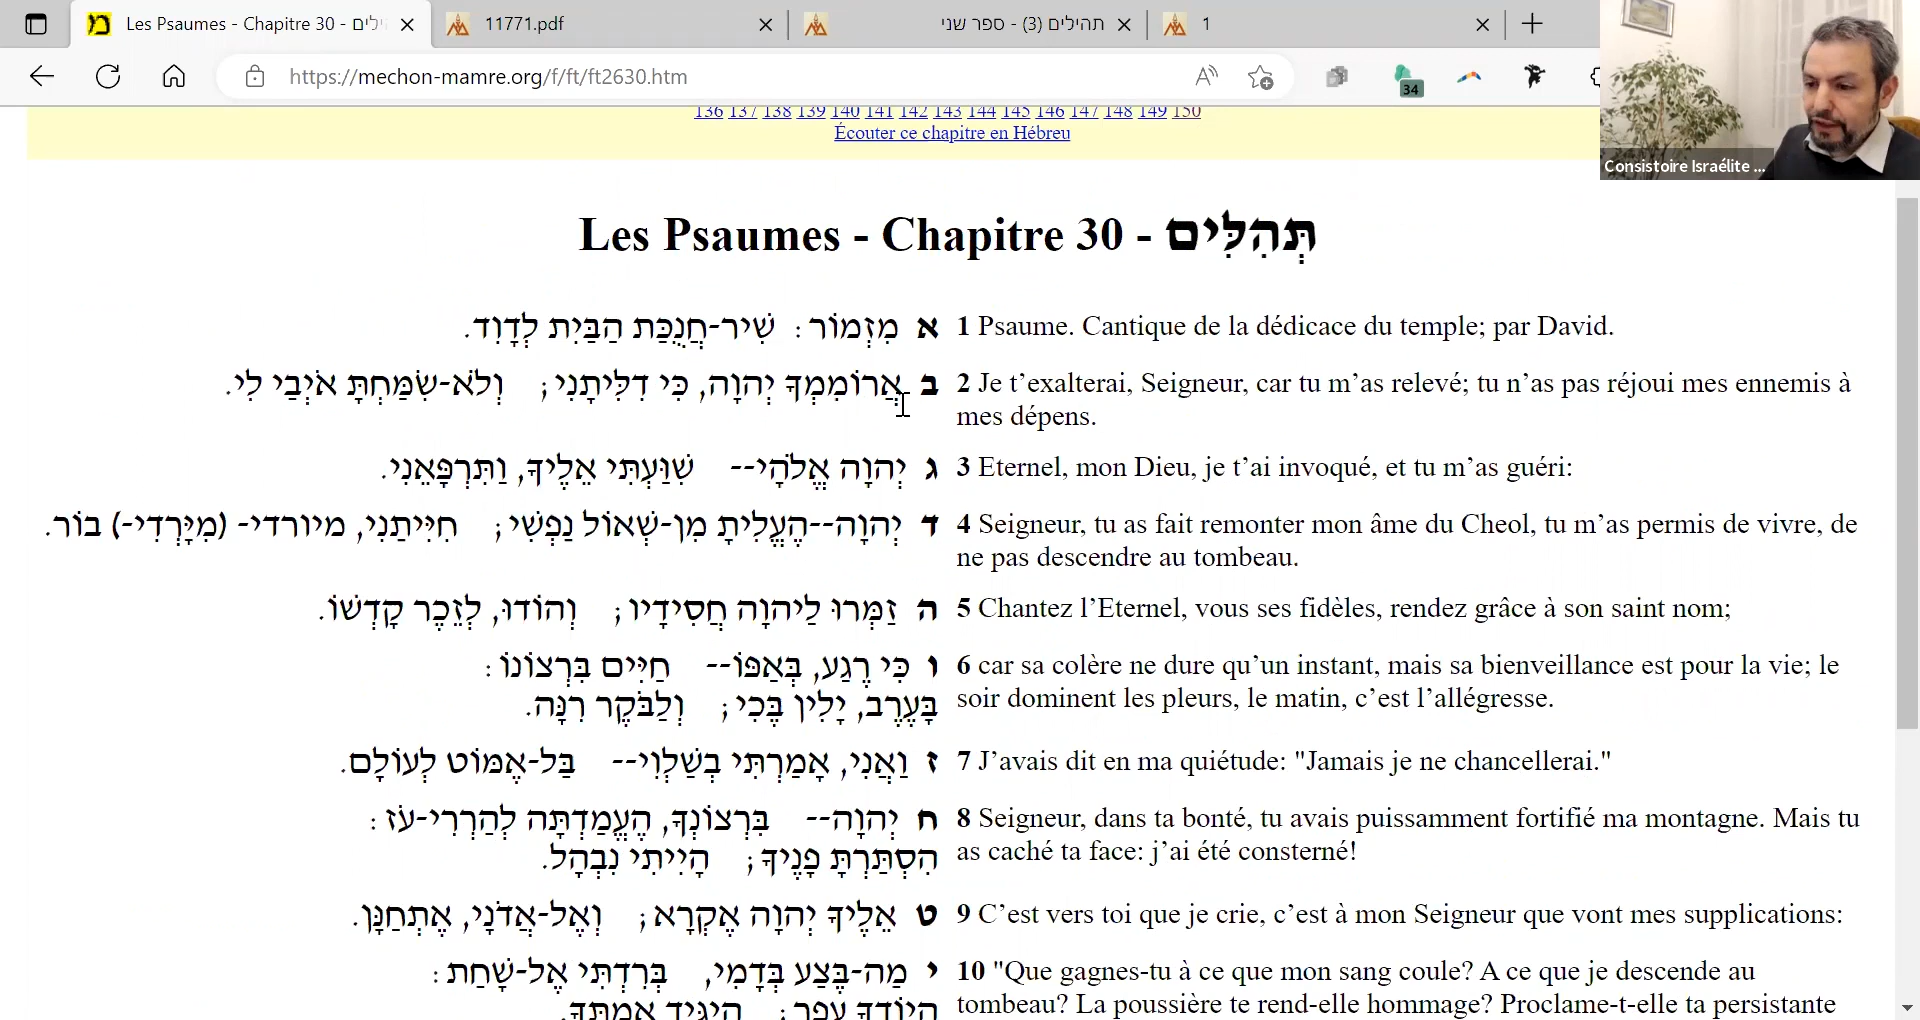 Les Psaumes - Chapitre 30 - תהילים
11771.pdf
תהילים (3) - ספר שני
1
https://mechon-mamre.org/f/ft/ft2630.htm
34
136 137 138 139 140 141 142 143 144 145 146 147 148 149 150
Écouter ce chapitre en Hébreu
Consistoire Israélite ...
Les Psaumes - Chapitre 30 - תְּהִלִּים
א מִזְמוֹר: שִׁיר-חֲנֻכַּת הַבַּיִת לְדָוִד.
1 Psaume. Cantique de la dédicace du temple; par David.
ב אֲרוֹמִמְךָ יְהוָה, כִּי דִלִּיתָנִי; וְלֹא-שִׂמַּחְתָּ אֹיְבַי לִי.
2 Je t’exalterai, Seigneur, car tu m’as relevé; tu n’as pas réjoui mes ennemis à
mes dépens.
ג יְהוָה אֱלֹהָי-- שִׁוַּעְתִּי אֵלֶיךָ, וַתִּרְפָּאֵנִי.
3 Eternel, mon Dieu, je t’ai invoqué, et tu m’as guéri:
ד יְהוָה--הֶעֱלִיתָ מִן-שְׁאוֹל נַפְשִׁי; חִיִּיתַנִי, מיורדי- (מִיָּרְדִי-) בוֹר.
4 Seigneur, tu as fait remonter mon âme du Cheol, tu m’as permis de vivre, de
ne pas descendre au tombeau.
ה זַמְּרוּ לַיהוָה חֲסִידָיו; וְהוֹדוּ, לְזֵכֶר קָדְשׁוֹ.
5 Chantez l’Eternel, vous ses fidèles, rendez grâce à son saint nom;
ו כִּי רֶגַע, בְּאַפּוֹ-- חַיִּים בִּרְצוֹנוֹ:
בָּעֶרֶב, יָלִין בֶּכִי; וְלַבֹּקֶר רִנָּה.
6 car sa colère ne dure qu’un instant, mais sa bienveillance est pour la vie; le
soir dominent les pleurs, le matin, c’est l’allégresse.
ז וַאֲנִי, אָמַרְתִּי בְשַׁלְוִי-- בַּל-אֶמּוֹט לְעוֹלָם.
7 J’avais dit en ma quiétude: "Jamais je ne chancellerai."
ח יְהוָה-- בִּרְצוֹנְךָ, הֶעֱמַדְתָּה לְהַרְרִי-עֹז:
הִסְתַּרְתָּ פָנֶיךָ; הָיִיתִי נִבְהָל.
8 Seigneur, dans ta bonté, tu avais puissamment fortifié ma montagne. Mais tu
as caché ta face: j’ai été consterné!
ט אֵלֶיךָ יְהוָה אֶקְרָא; וְאֶל-אֲדֹנָי, אֶתְחַנָּן.
9 C’est vers toi que je crie, c’est à mon Seigneur que vont mes supplications:
י מַה-בֶּצַע בְּדָמִי, בְּרִדְתִּי אֶל-שָׁחַת:
הֲיוֹדְךָ עָפָר; הֲיַגִּיד אֲמִתֶּךָ.
10 "Que gagnes-tu à ce que mon sang coule? A ce que je descende au
tombeau? La poussière te rend-elle hommage? Proclame-t-elle ta persistante